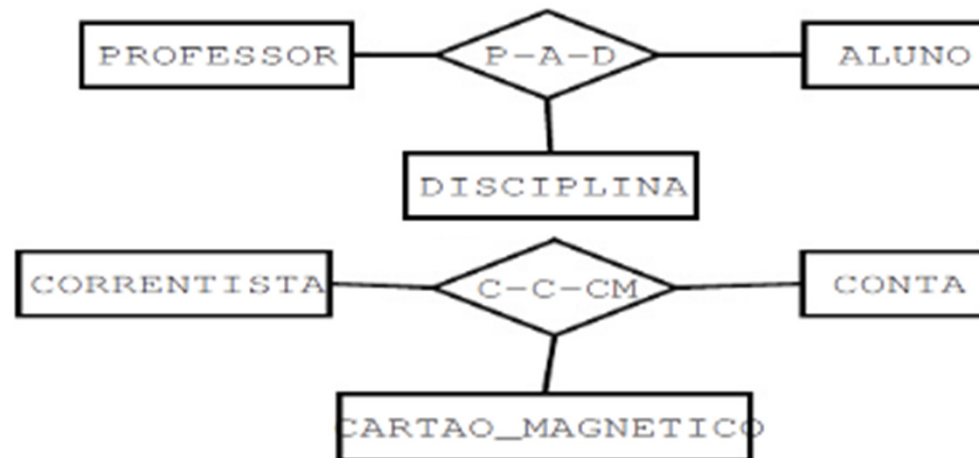 PROFESSOR P-A-D ALUNO
DISCIPLINA
CORRENTISTA C-C-CM CONTA
CARTAO_MAGNETICO